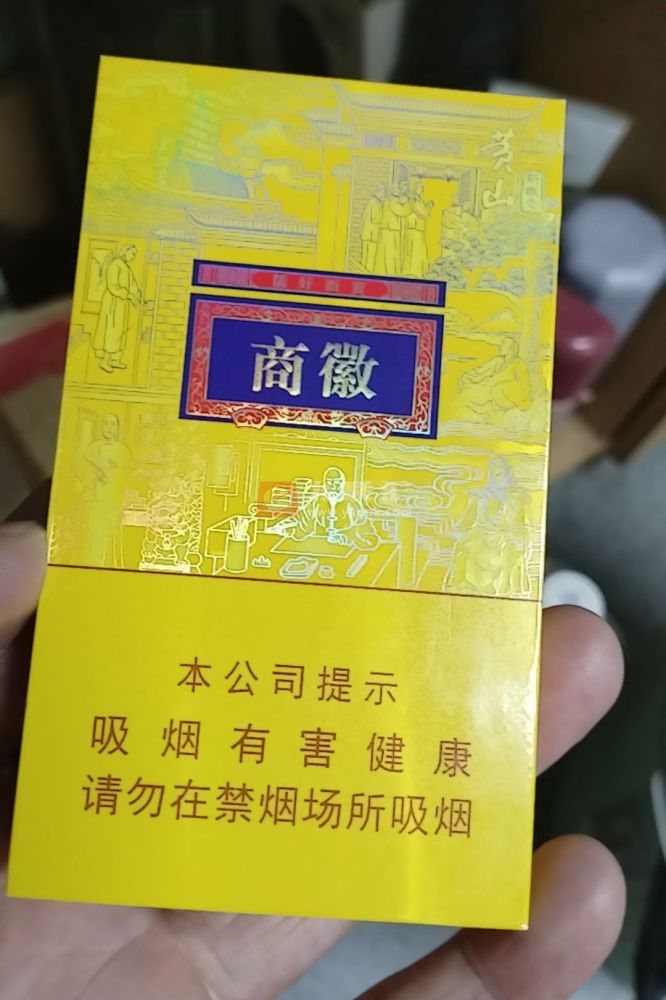 黄山
商徽
本公司提示
吸烟有害健康
请勿在禁烟场所吸烟